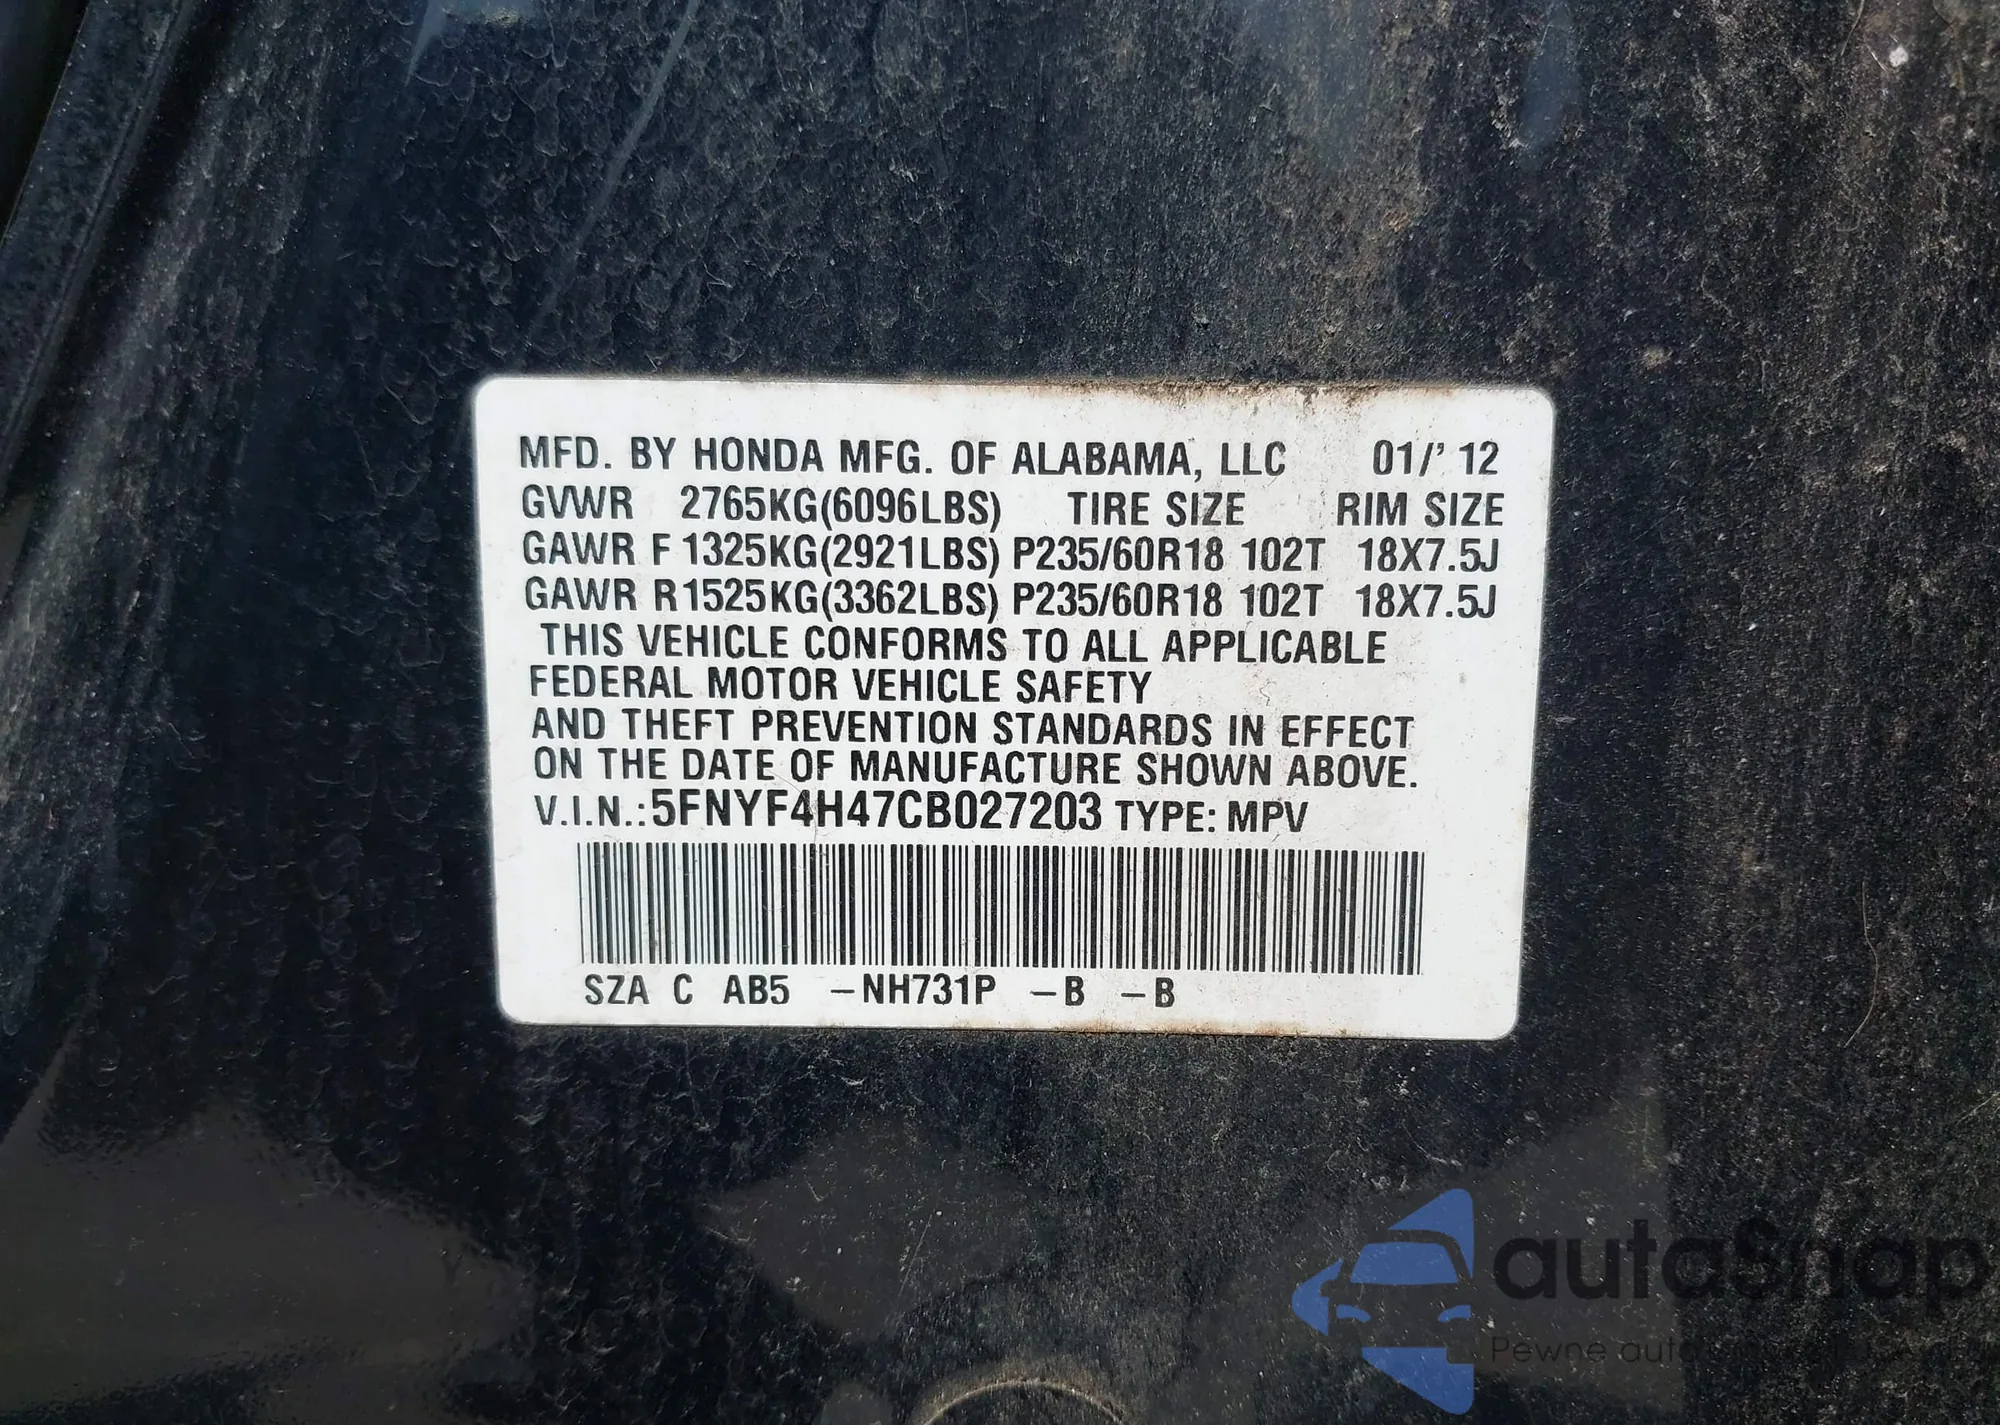 MFD. BY HONDA MFG. OF ALABAMA, LLC 01/' 12
GVWR 2765KG(6096LBS) TIRE SIZE RIM SIZE
GAWR F 1325KG(2921LBS) P235/60R18 102T 18X7.5J
GAWR R 1525KG(3362LBS) P235/60R18 102T 18X7.5J
THIS VEHICLE CONFORMS TO ALL APPLICABLE
FEDERAL MOTOR VEHICLE SAFETY
AND THEFT PREVENTION STANDARDS IN EFFECT
ON THE DATE OF MANUFACTURE SHOWN ABOVE.
V.I.N.: 5FNYF4H47CB027203 TYPE: MPV
SZA C AB5 -NH731P -B -B
autaSnap
Pewne auta